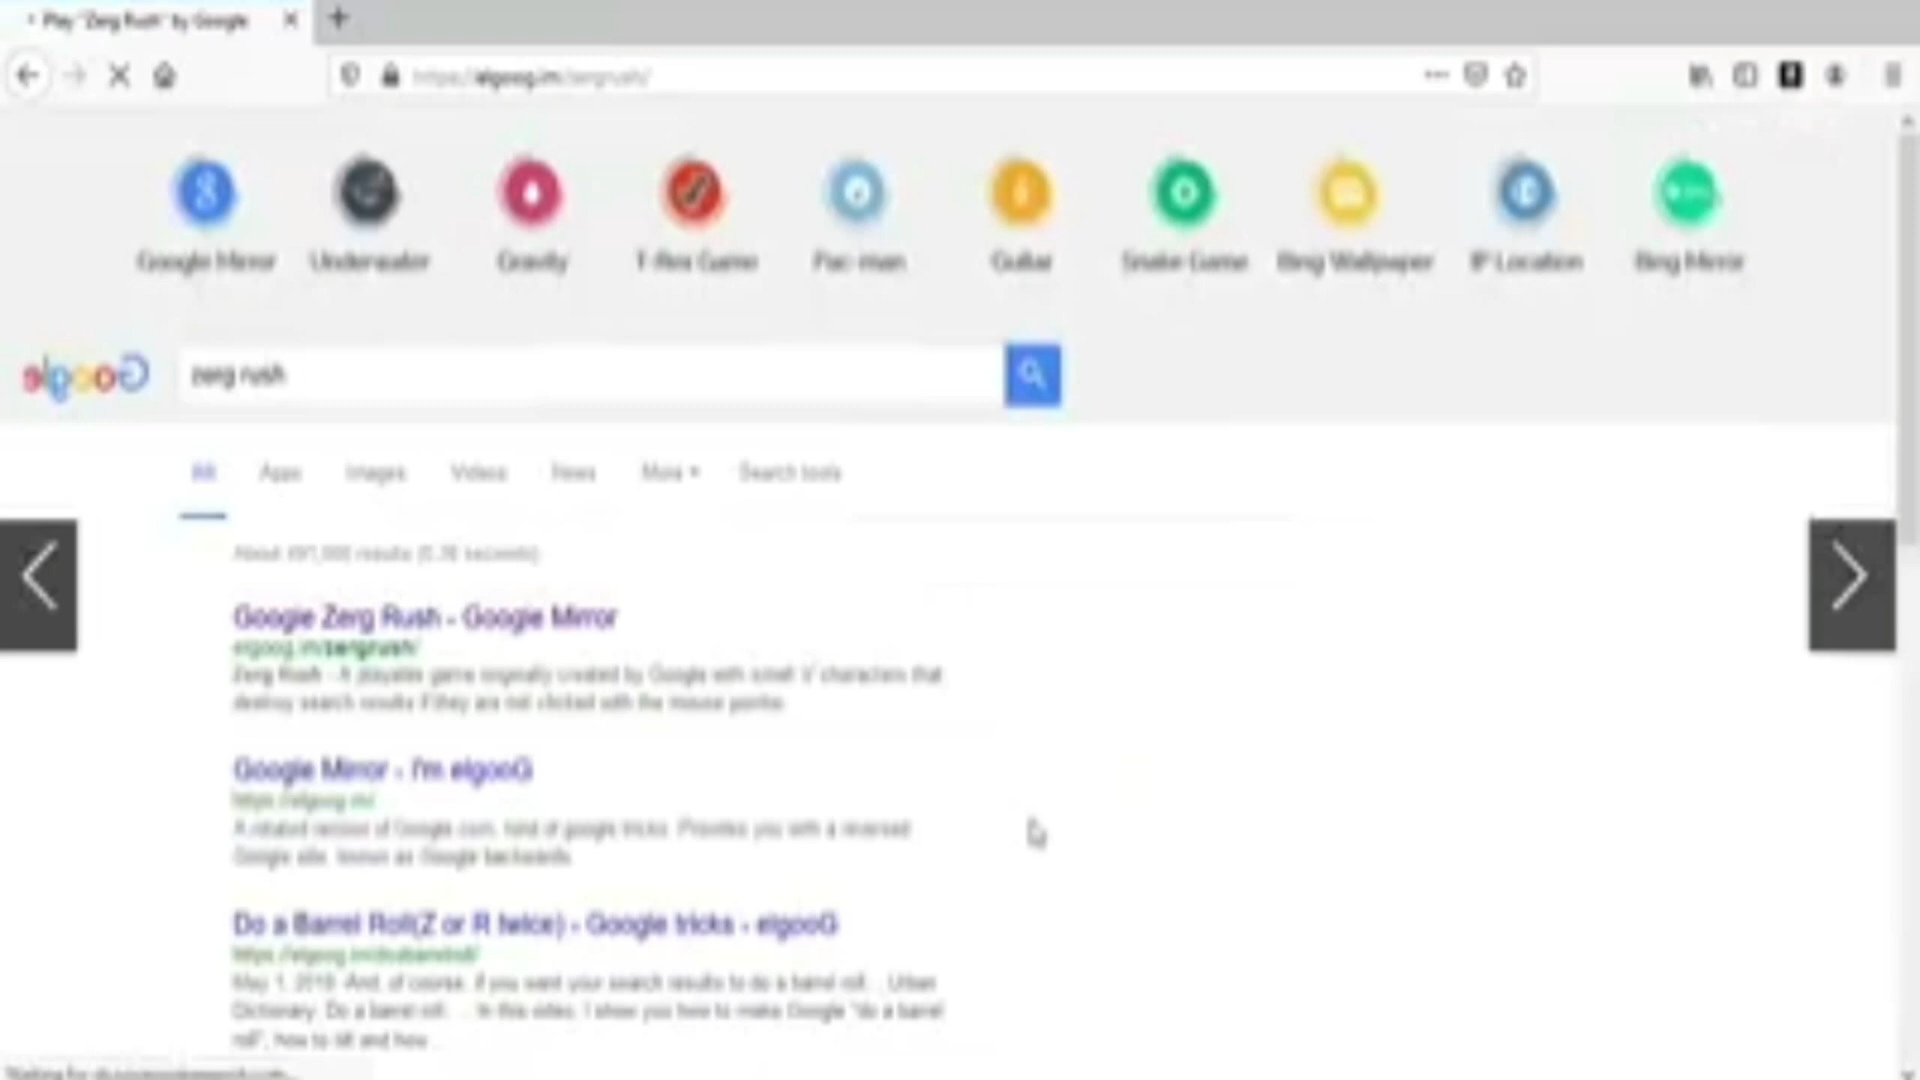 Play "Zerg Rush" by Google
https://elgoog.im/zergrush/
Google Mirror Underwater Gravity T-Rex Game Pac-man Guitar Snake Game Bing Wallpaper IP Location Bing Mirror
Google
zerg rush
All Apps Images Videos News More Search tools
About results seconds)
Google Zerg Rush - Google Mirror
elgoog.im/zergrush/
Zerg Rush - A playable game originally created by Google with small characters that
destroy search results if they are not clicked with the mouse pointer.
Google Mirror - I'm elgooG
https://elgoog.im/
A rotated version of Google.com, kind of google tricks. Provides you with a reversed
Google site, known as Google backwards.
Do a Barrel Roll(Z or R twice) - Google tricks - elgooG
https://elgoog.im/doabarrelroll/
May 1, 2019 And, of course, if you want your search results to do a barrel roll. ... Urban
Dictionary: Do a barrel roll. ... In this video, I show you how to make Google "do a barrel
roll", how to tilt and how
Waiting for